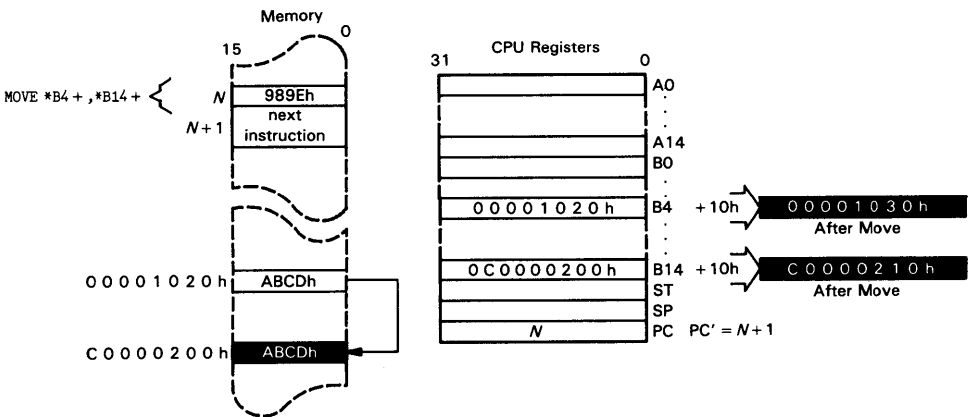 Memory
15
0
MOVE *B4+,*B14+
N
989Eh
N+1
next
instruction
00001020h
ABCDh
C0000200h
ABCDh
CPU Registers
31
0
A0
A14
B0
00001020h
B4
+10h
00001030h
After Move
0C0000200h
B14
+10h
C0000210h
After Move
ST
SP
N
PC
PC' = N+1